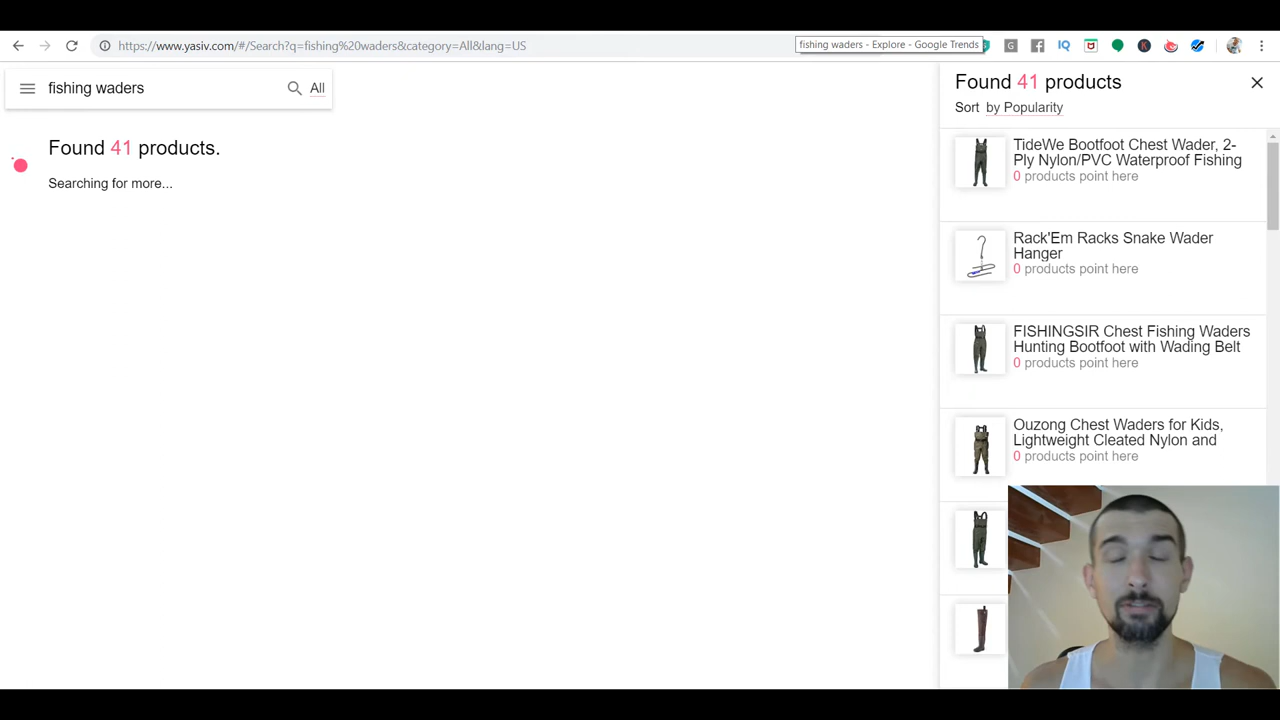 https://www.yasiv.com/#/Search?q=fishing%20waders&category=All&lang=US
fishing waders - Explore - Google Trends
fishing waders
All
Found 41 products.
Searching for more...
Found 41 products
Sort by Popularity
TideWe Bootfoot Chest Wader, 2-
Ply Nylon/PVC Waterproof Fishing
0 products point here
Rack'Em Racks Snake Wader
Hanger
0 products point here
FISHINGSIR Chest Fishing Waders
Hunting Bootfoot with Wading Belt
0 products point here
Ouzong Chest Waders for Kids,
Lightweight Cleated Nylon and
0 products point here